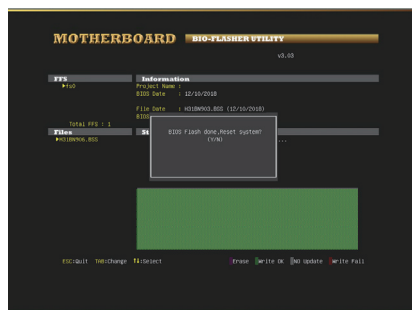 MOTHERBOARD BIO-FLASHER UTILITY
v3.03
FFS
▶fs0
Total FFS : 1
Files
▶H31BW906.BSS
Information
Project Name :
BIOS Date : 12/10/2018
File Date : H31BW903.BSS (12/10/2018)
BIOS
St
...
BIOS Flash done,Reset system?
(Y/N)
ESC:Quit TAB:Change ↑↓:Select
Erase Write OK NO Update Write Fail